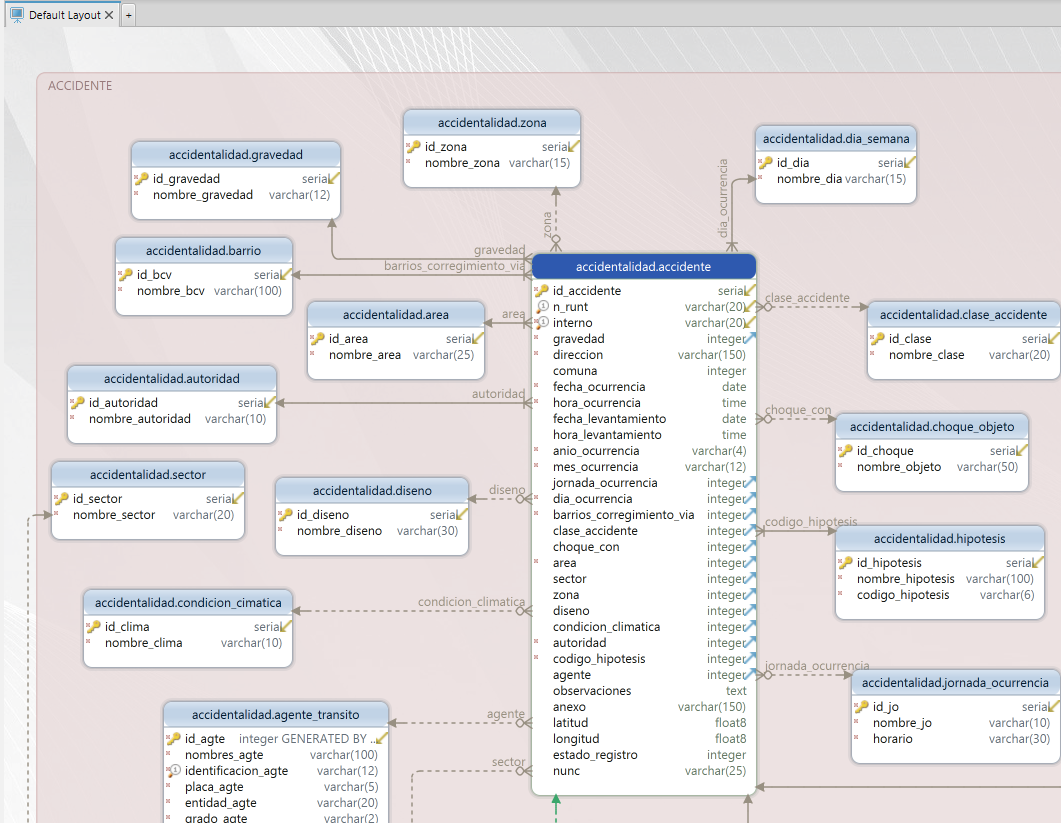 Default Layout
+
ACCIDENTE
accidentalidad.zona
id_zona serial
nombre_zona varchar(15)
accidentalidad.dia_semana
id_dia serial
nombre_dia varchar(15)
accidentalidad.gravedad
id_gravedad serial
nombre_gravedad varchar(12)
dia_ocurrencia
zona
gravedad
barrios_corregimiento_via
accidentalidad.barrio
id_bcv serial
nombre_bcv varchar(100)
accidentalidad.area
id_area serial
nombre_area varchar(25)
area
accidentalidad.accidente
id_accidente serial
n_runt varchar(20)
interno varchar(20)
gravedad integer
direccion varchar(150)
comuna integer
fecha_ocurrencia date
hora_ocurrencia time
fecha_levantamiento date
hora_levantamiento time
anio_ocurrencia varchar(4)
mes_ocurrencia varchar(12)
jornada_ocurrencia integer
dia_ocurrencia integer
barrios_corregimiento_via integer
clase_accidente integer
choque_con integer
area integer
sector integer
zona integer
diseno integer
condicion_climatica integer
autoridad integer
codigo_hipotesis integer
agente integer
observaciones text
anexo varchar(150)
latitud float8
longitud float8
estado_registro integer
nunc varchar(25)
clase_accidente
accidentalidad.clase_accidente
id_clase serial
nombre_clase varchar(20)
accidentalidad.autoridad
id_autoridad serial
nombre_autoridad varchar(10)
autoridad
choque_con
accidentalidad.choque_objeto
id_choque serial
nombre_objeto varchar(50)
accidentalidad.sector
id_sector serial
nombre_sector varchar(20)
accidentalidad.diseno
id_diseno serial
nombre_diseno varchar(30)
diseno
codigo_hipotesis
accidentalidad.hipotesis
id_hipotesis serial
nombre_hipotesis varchar(100)
codigo_hipotesis varchar(6)
accidentalidad.condicion_cimatica
id_clima serial
nombre_clima varchar(10)
condicion_climatica
jornada_ocurrencia
accidentalidad.jornada_ocurrencia
id_jo serial
nombre_jo varchar(10)
horario varchar(30)
accidentalidad.agente_transito
id_agte integer GENERATED BY ...
nombres_agte varchar(100)
identificacion_agte varchar(12)
placa_agte varchar(5)
entidad_agte varchar(20)
grado_agte varchar(2)
agente
sector